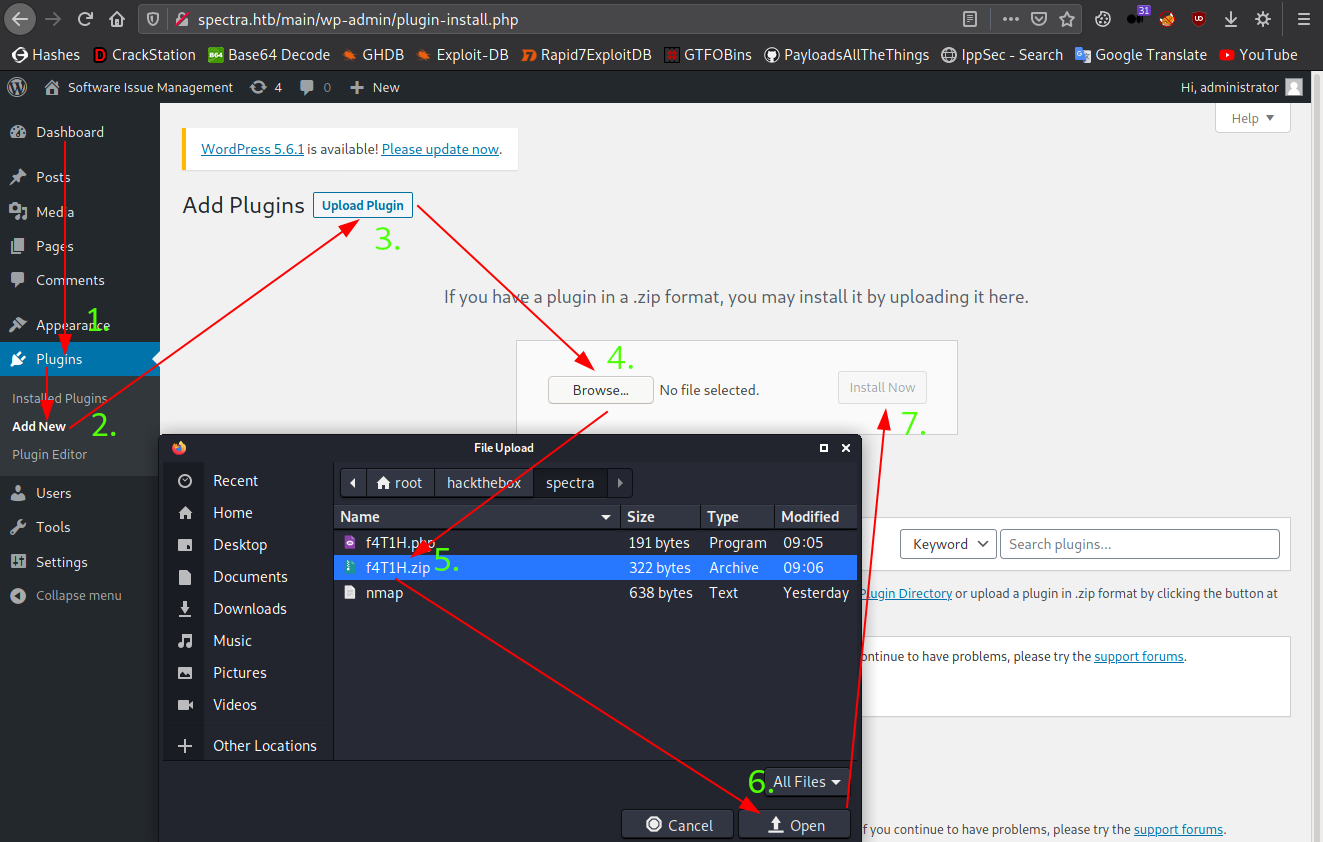 spectra.htb/main/wp-admin/plugin-install.php
31
Hashes CrackStation Base64 Decode GHDB Exploit-DB Rapid7ExploitDB GTFOBins PayloadsAllTheThings IppSec - Search Google Translate YouTube
Software Issue Management 4 0 New Hi, administrator
Help
Dashboard
Posts
Media
Pages
Comments
Appearance
1.
Plugins
Installed Plugins
Add New
2.
Plugin Editor
Users
Tools
Settings
Collapse menu
WordPress 5.6.1 is available! Please update now.
Add Plugins Upload Plugin
3.
If you have a plugin in a .zip format, you may install it by uploading it here.
4.
Browse... No file selected. Install Now
7.
File Upload
Recent
Home
Desktop
Documents
Downloads
Music
Pictures
Videos
Other Locations
root hackthebox spectra
Name Size Type Modified
f4T1H.php 191 bytes Program 09:05
f4T1H.zip 322 bytes Archive 09:06
5.
nmap 638 bytes Text Yesterday
6.
All Files
Cancel Open
Keyword Search plugins...
Plugin Directory or upload a plugin in .zip format by clicking the button at
ontinue to have problems, please try the support forums.
f you continue to have problems, please try the support forums.